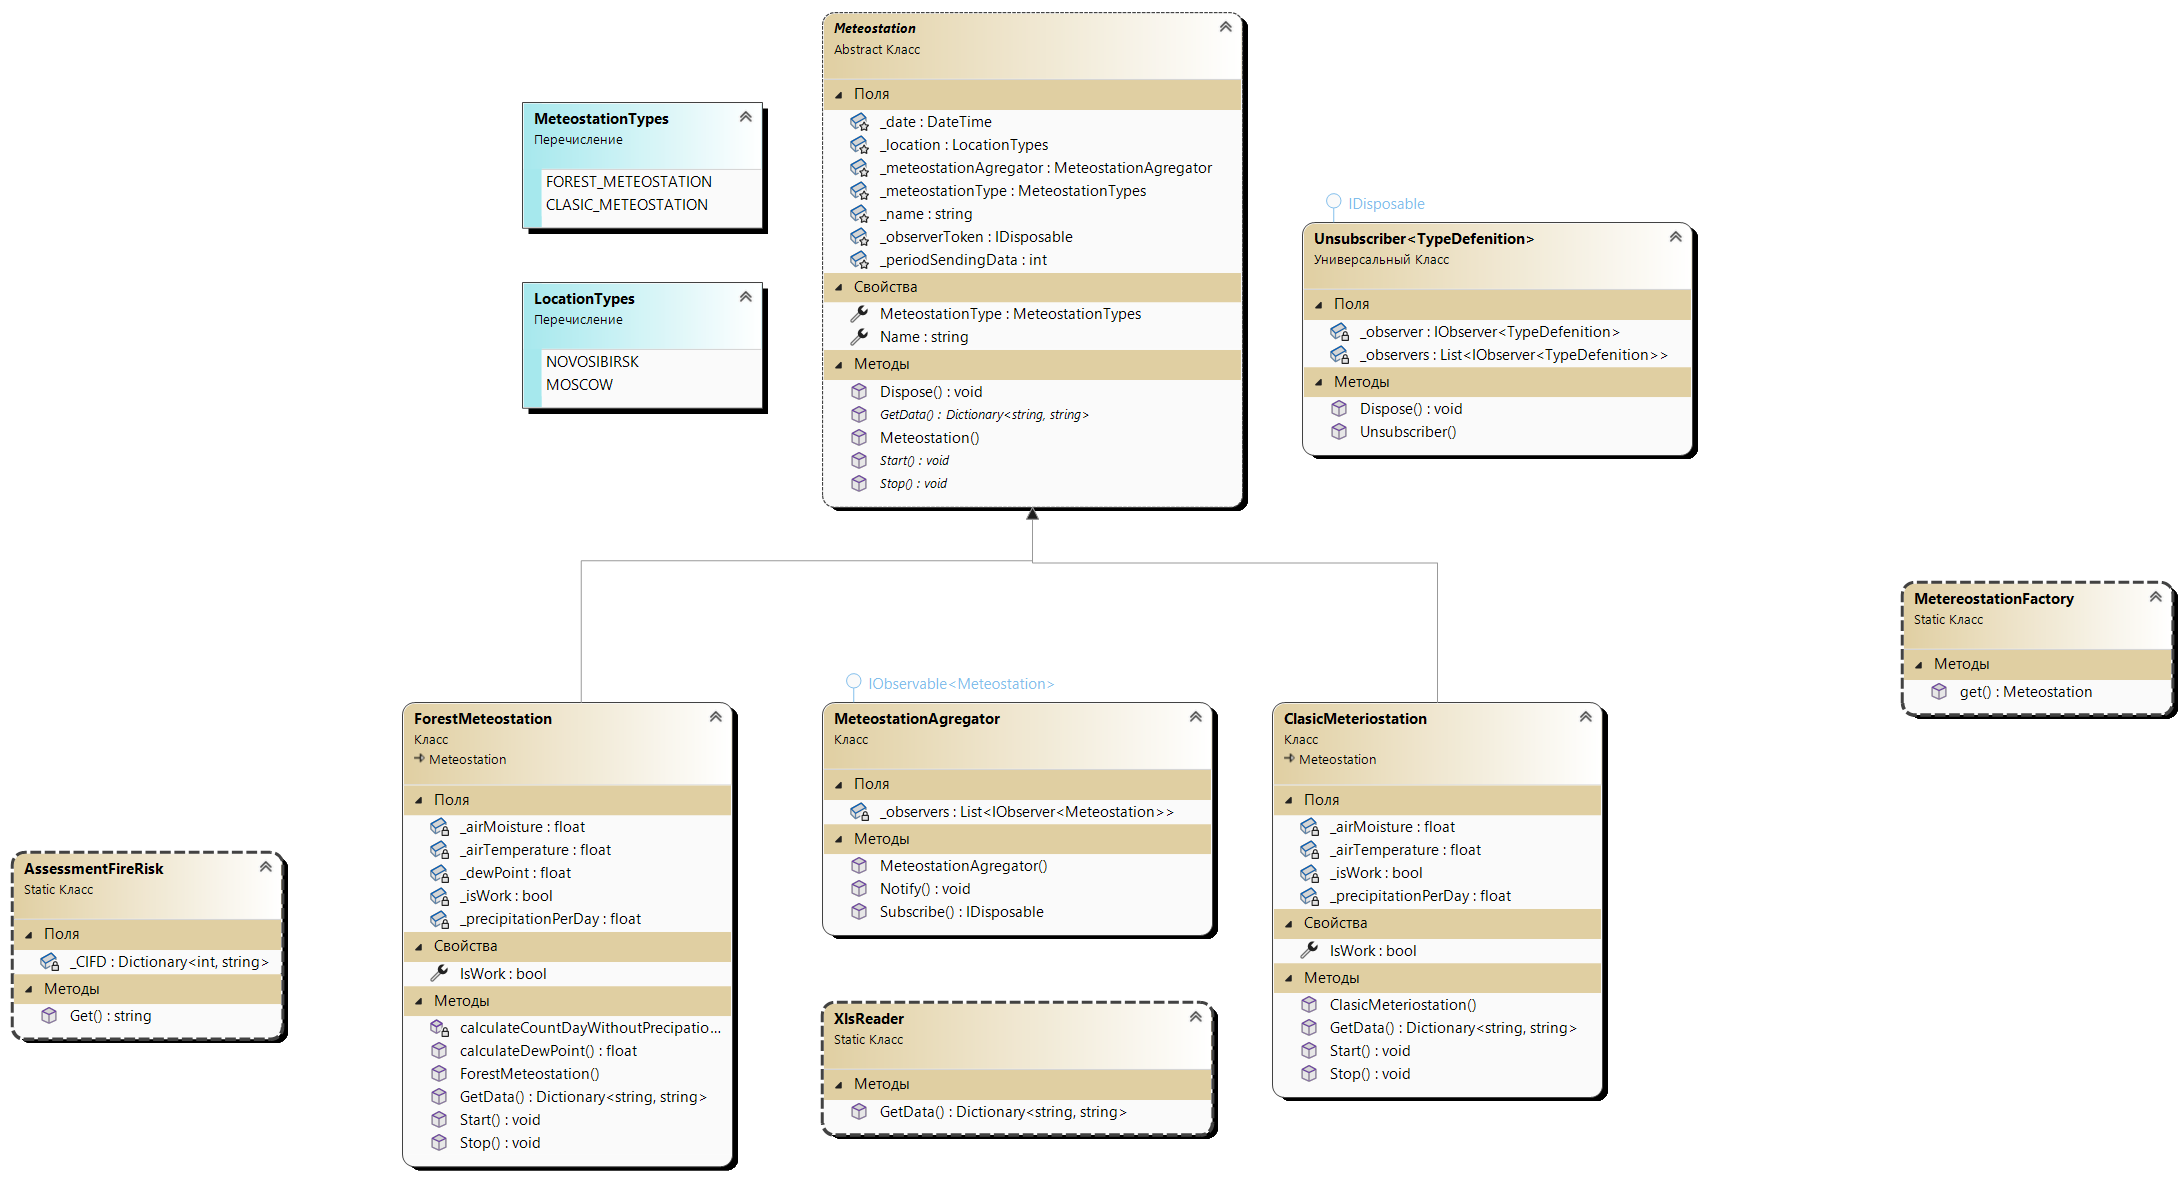 Meteostation
Abstract Класс
Поля
_date : DateTime
_location : LocationTypes
_meteostationAgregator : MeteostationAgregator
_meteostationType : MeteostationTypes
_name : string
_observerToken : IDisposable
_periodSendingData : int
Свойства
MeteostationType : MeteostationTypes
Name : string
Методы
Dispose() : void
GetData() : Dictionary<string, string>
Meteostation()
Start() : void
Stop() : void
MeteostationTypes
Перечисление
FOREST_METEOSTATION
CLASIC_METEOSTATION
LocationTypes
Перечисление
NOVOSIBIRSK
MOSCOW
IDisposable
Unsubscriber<TypeDefenition>
Универсальный Класс
Поля
_observer : IObserver<TypeDefenition>
_observers : List<IObserver<TypeDefenition>>
Методы
Dispose() : void
Unsubscriber()
MetereostationFactory
Static Класс
Методы
get() : Meteostation
ForestMeteostation
Класс
Meteostation
Поля
_airMoisture : float
_airTemperature : float
_dewPoint : float
_isWork : bool
_precipitationPerDay : float
Свойства
IsWork : bool
Методы
calculateCountDayWithoutPrecipatio...
calculateDewPoint() : float
ForestMeteostation()
GetData() : Dictionary<string, string>
Start() : void
Stop() : void
IObservable<Meteostation>
MeteostationAgregator
Класс
Поля
_observers : List<IObserver<Meteostation>>
Методы
MeteostationAgregator()
Notify() : void
Subscribe() : IDisposable
ClasicMeteriostation
Класс
Meteostation
Поля
_airMoisture : float
_airTemperature : float
_isWork : bool
_precipitationPerDay : float
Свойства
IsWork : bool
Методы
ClasicMeteriostation()
GetData() : Dictionary<string, string>
Start() : void
Stop() : void
AssessmentFireRisk
Static Класс
Поля
_CIFD : Dictionary<int, string>
Методы
Get() : string
XlsReader
Static Класс
Методы
GetData() : Dictionary<string, string>